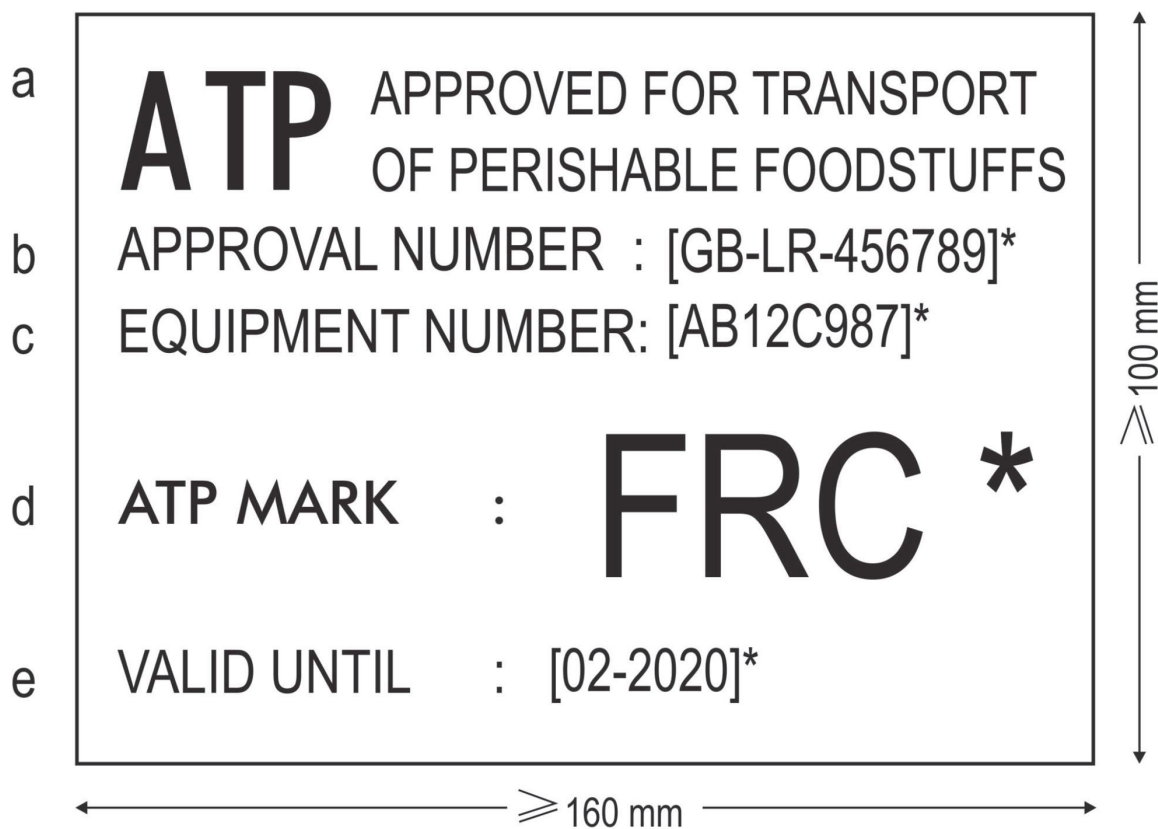 a
ATP APPROVED FOR TRANSPORT
OF PERISHABLE FOODSTUFFS
b APPROVAL NUMBER : [GB-LR-456789]*
c EQUIPMENT NUMBER: [AB12C987]*
d ATP MARK : FRC *
e VALID UNTIL : [02-2020]*
⩾ 100 mm
⩾ 160 mm